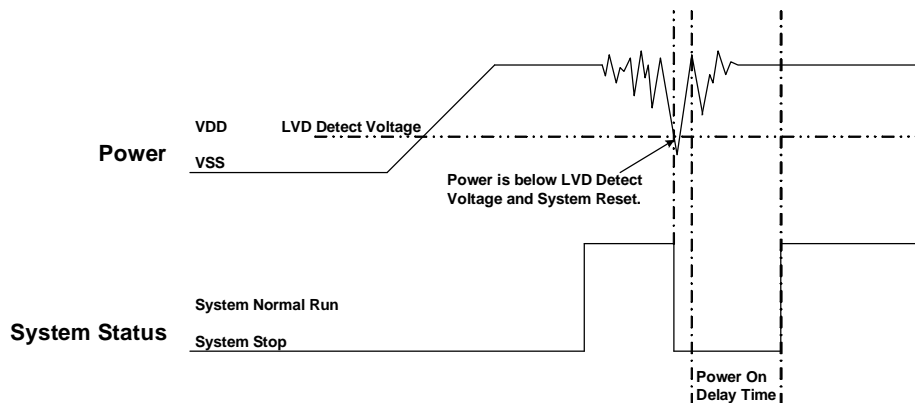 VDD
LVD Detect Voltage
Power
VSS
Power is below LVD Detect
Voltage and System Reset.
System Normal Run
System Status
System Stop
Power On
Delay Time